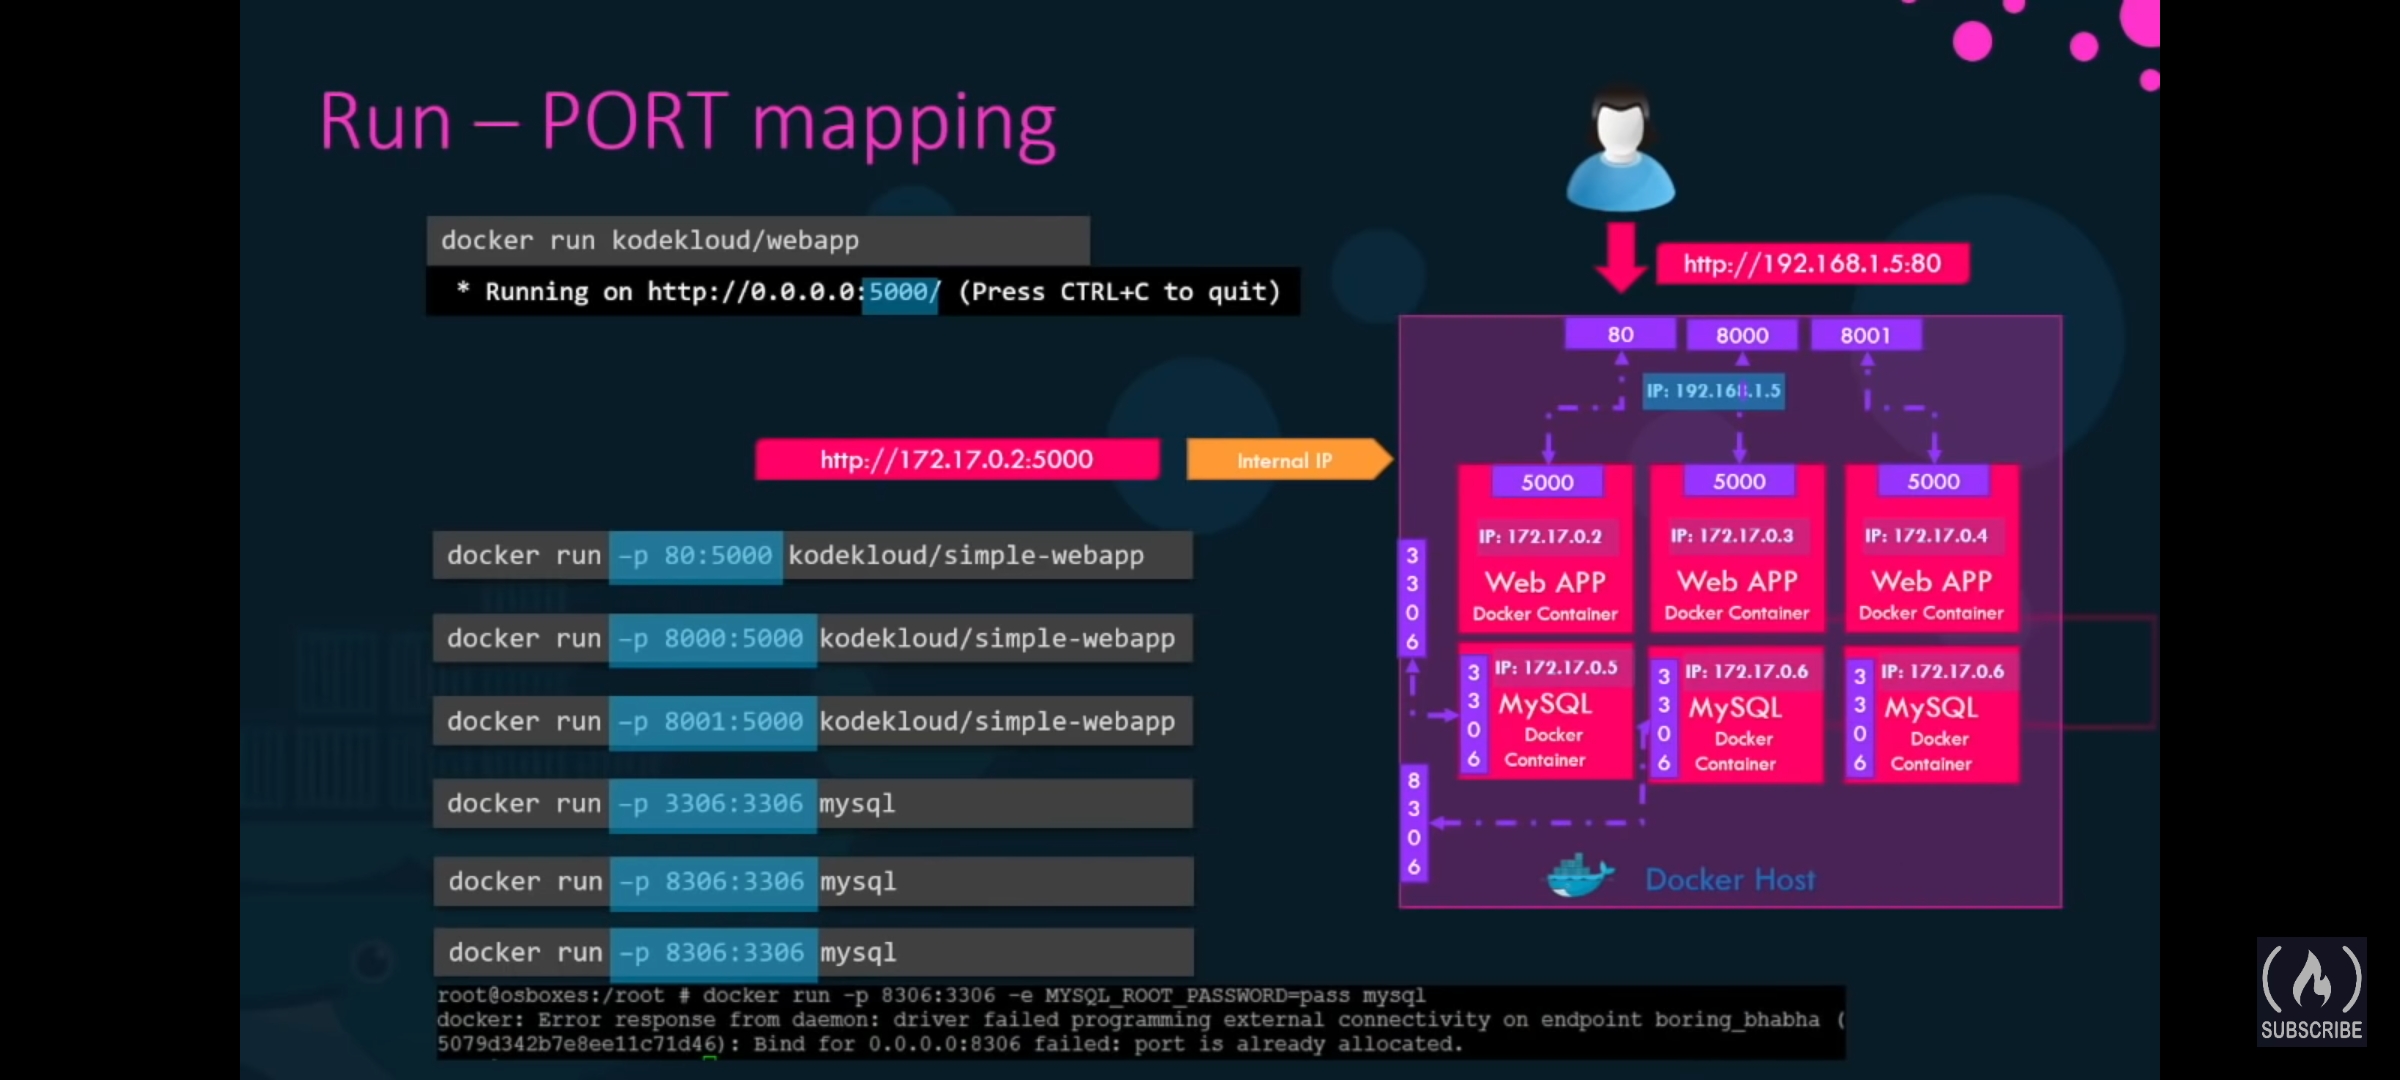 Run – PORT mapping
docker run kodekloud/webapp
* Running on http://0.0.0.0:5000/ (Press CTRL+C to quit)
http://192.168.1.5:80
80
8000
8001
IP: 192.168.1.5
http://172.17.0.2:5000
Internal IP
5000
5000
5000
IP: 172.17.0.2
IP: 172.17.0.3
IP: 172.17.0.4
Web APP
Docker Container
Web APP
Docker Container
Web APP
Docker Container
3306
3306
IP: 172.17.0.5
MySQL
Docker
Container
3306
IP: 172.17.0.6
MySQL
Docker
Container
3306
IP: 172.17.0.6
MySQL
Docker
Container
8306
Docker Host
docker run -p 80:5000 kodekloud/simple-webapp
docker run -p 8000:5000 kodekloud/simple-webapp
docker run -p 8001:5000 kodekloud/simple-webapp
docker run -p 3306:3306 mysql
docker run -p 8306:3306 mysql
docker run -p 8306:3306 mysql
root@osboxes:/root # docker run -p 8306:3306 -e MYSQL_ROOT_PASSWORD=pass mysql
docker: Error response from daemon: driver failed programming external connectivity on endpoint boring_bhabha (
5079d342b7e8ee11c71d46): Bind for 0.0.0.0:8306 failed: port is already allocated.
SUBSCRIBE